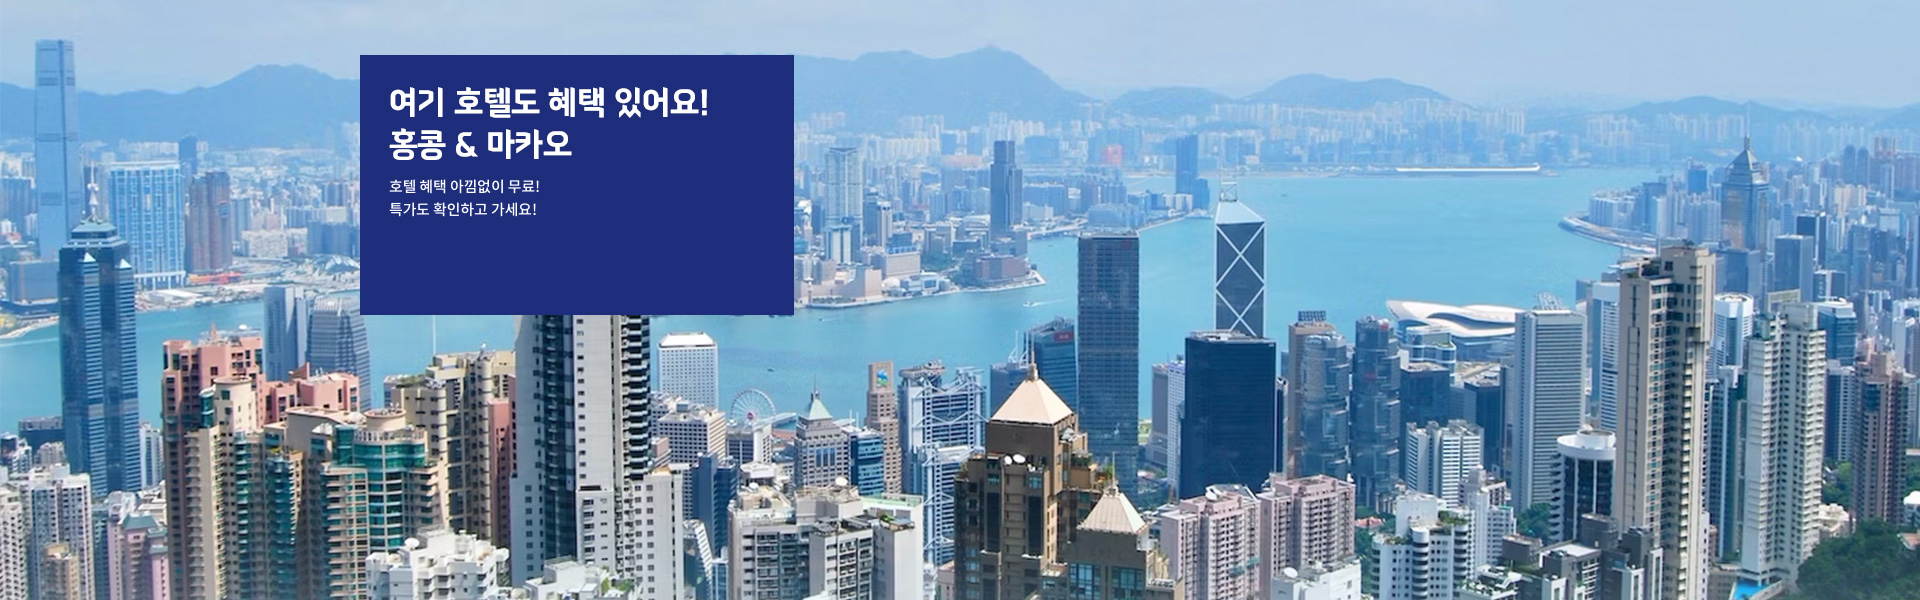 여기 호텔도 혜택 있어요!
홍콩 & 마카오
호텔 혜택 아낌없이 무료!
특가도 확인하고 가세요!